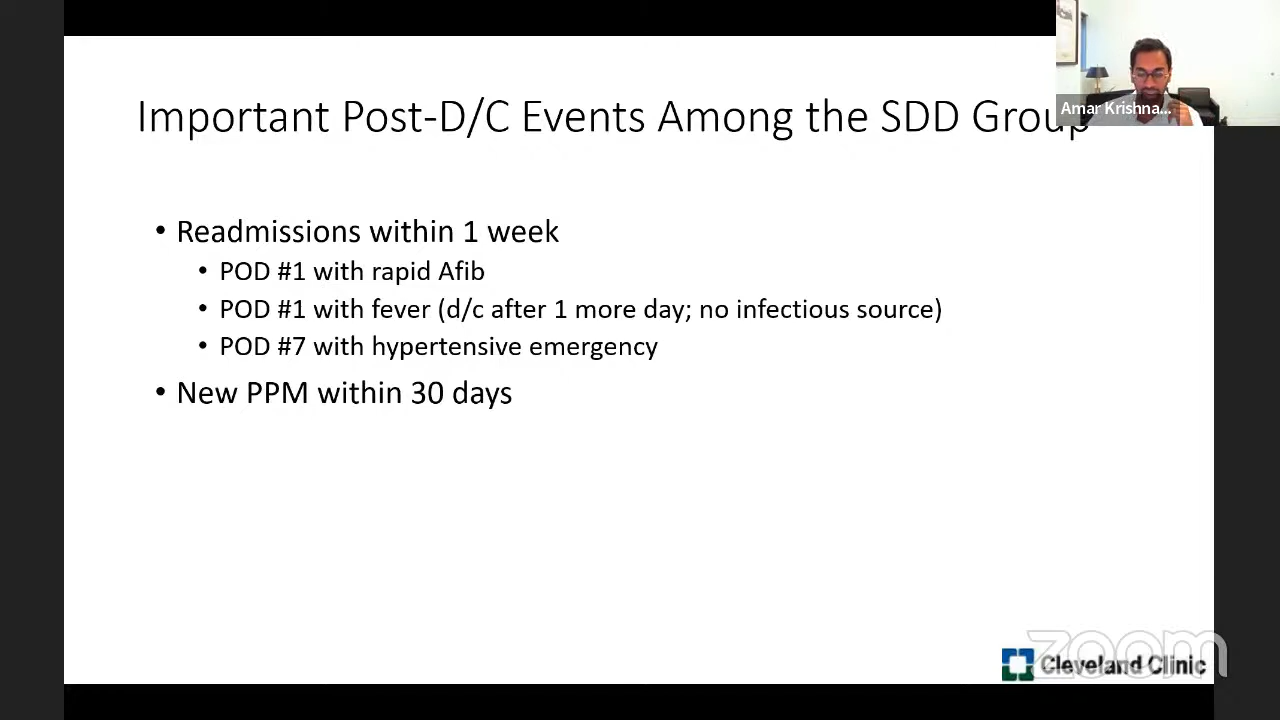 Important Post-D/C Events Among the SDD Group
Amar Krishna...
• Readmissions within 1 week
• POD #1 with rapid Afib
• POD #1 with fever (d/c after 1 more day; no infectious source)
• POD #7 with hypertensive emergency
• New PPM within 30 days
zoom
Cleveland Clinic